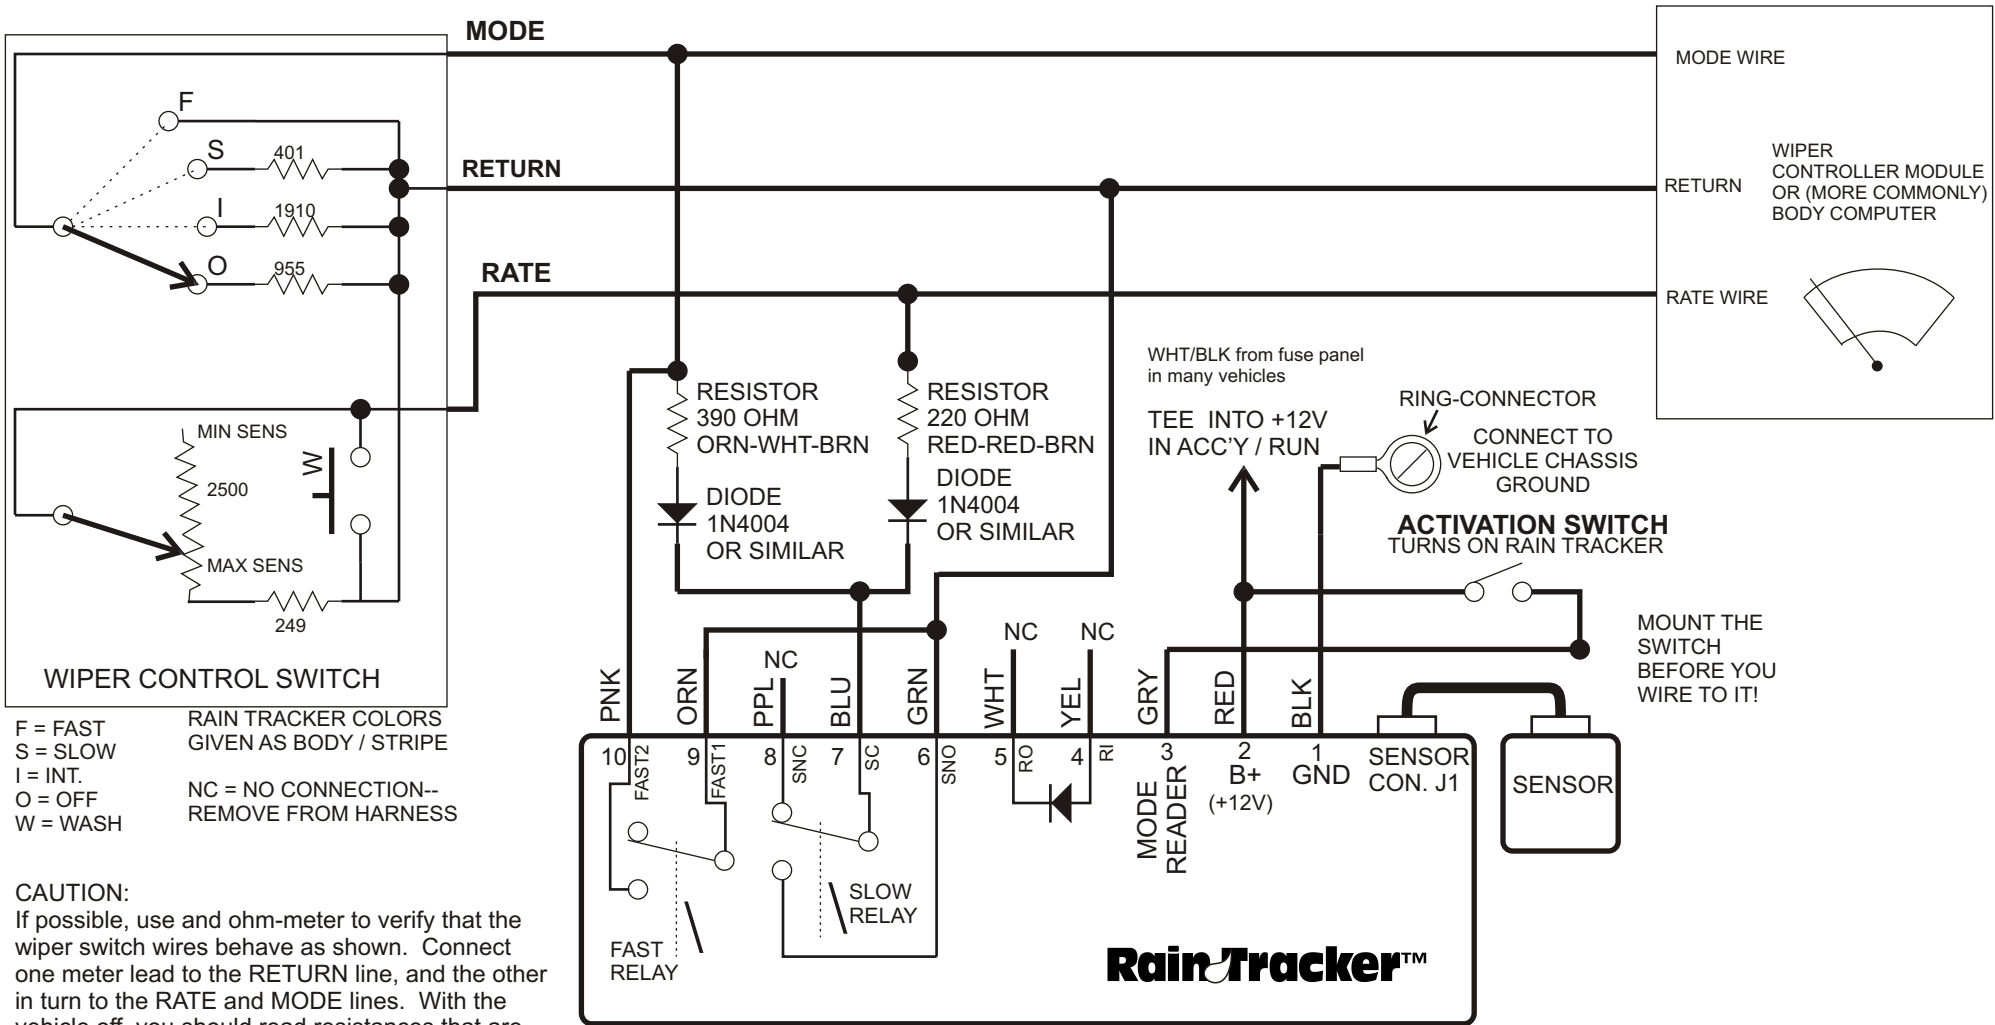 MODE
MODE WIRE
F
S
401
RETURN
RETURN
WIPER
CONTROLLER MODULE
OR (MORE COMMONLY)
BODY COMPUTER
I
1910
O
955
RATE
RATE WIRE
MIN SENS
2500
W
MAX SENS
249
WIPER CONTROL SWITCH
RESISTOR
390 OHM
ORN-WHT-BRN
DIODE
1N4004
OR SIMILAR
RESISTOR
220 OHM
RED-RED-BRN
DIODE
1N4004
OR SIMILAR
WHT/BLK from fuse panel
in many vehicles
TEE INTO +12V
IN ACC'Y / RUN
RING-CONNECTOR
CONNECT TO
VEHICLE CHASSIS
GROUND
ACTIVATION SWITCH
TURNS ON RAIN TRACKER
MOUNT THE
SWITCH
BEFORE YOU
WIRE TO IT!
NC
NC
NC
PNK
ORN
PPL
BLU
GRN
WHT
YEL
GRY
RED
BLK
10
9
8
7
6
5
4
3
2
1
FAST2
FAST1
SNC
SC
SNO
RO
RI
MODE
READER
B+
(+12V)
GND
SENSOR
CON. J1
SENSOR
FAST
RELAY
SLOW
RELAY
RainTracker™
F = FAST
S = SLOW
I = INT.
O = OFF
W = WASH
RAIN TRACKER COLORS
GIVEN AS BODY / STRIPE
NC = NO CONNECTION--
REMOVE FROM HARNESS
CAUTION:
If possible, use and ohm-meter to verify that the
wiper switch wires behave as shown. Connect
one meter lead to the RETURN line, and the other
in turn to the RATE and MODE lines. With the
vehicle off, you should read resistances that are